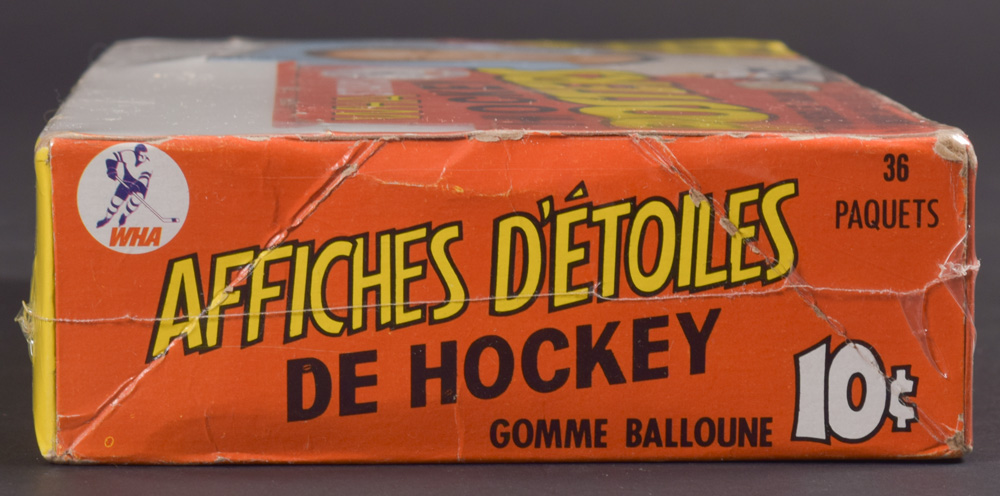 WHA
36
PAQUETS
AFFICHES D'ÉTOILES
DE HOCKEY
10¢
GOMME BALLOUNE